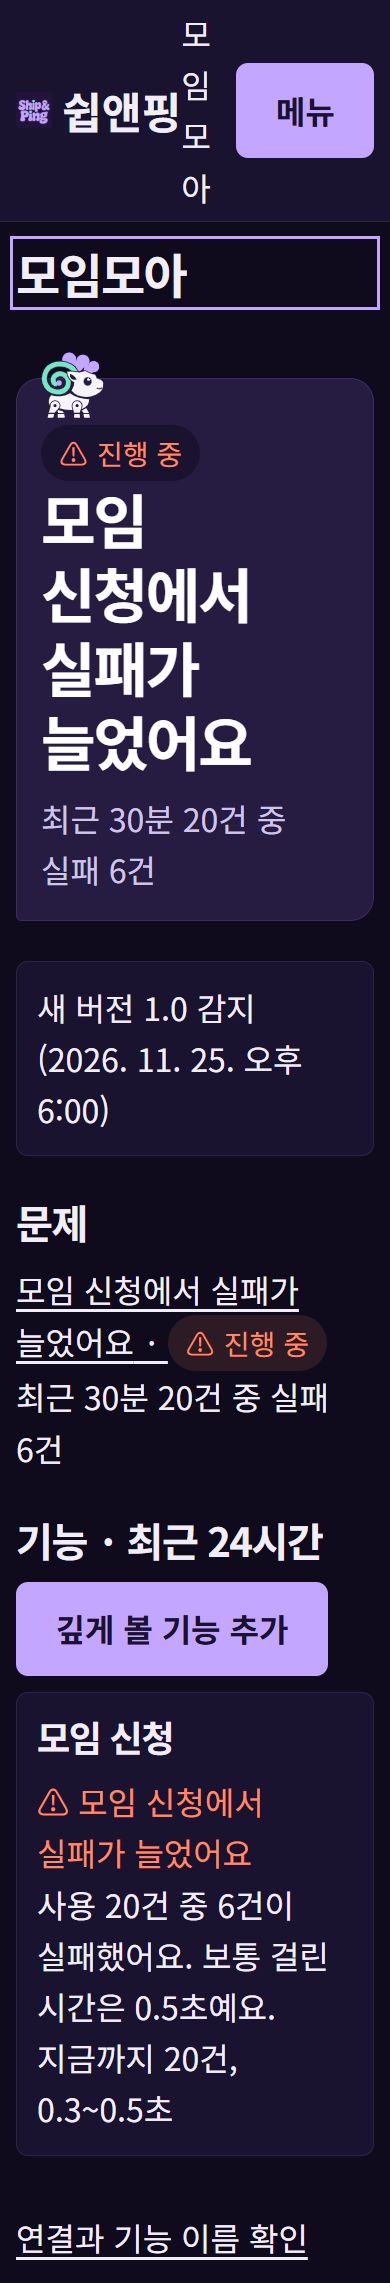 Ship&
Ping
쉽앤핑
모
임
모
아
메뉴
모임모아
진행 중
모임
신청에서
실패가
늘었어요
최근 30분 20건 중
실패 6건
새 버전 1.0 감지
(2026. 11. 25. 오후
6:00)
문제
모임 신청에서 실패가
늘었어요 · 진행 중
최근 30분 20건 중 실패
6건
기능 · 최근 24시간
깊게 볼 기능 추가
모임 신청
모임 신청에서
실패가 늘었어요
사용 20건 중 6건이
실패했어요. 보통 걸린
시간은 0.5초예요.
지금까지 20건,
0.3~0.5초
연결과 기능 이름 확인